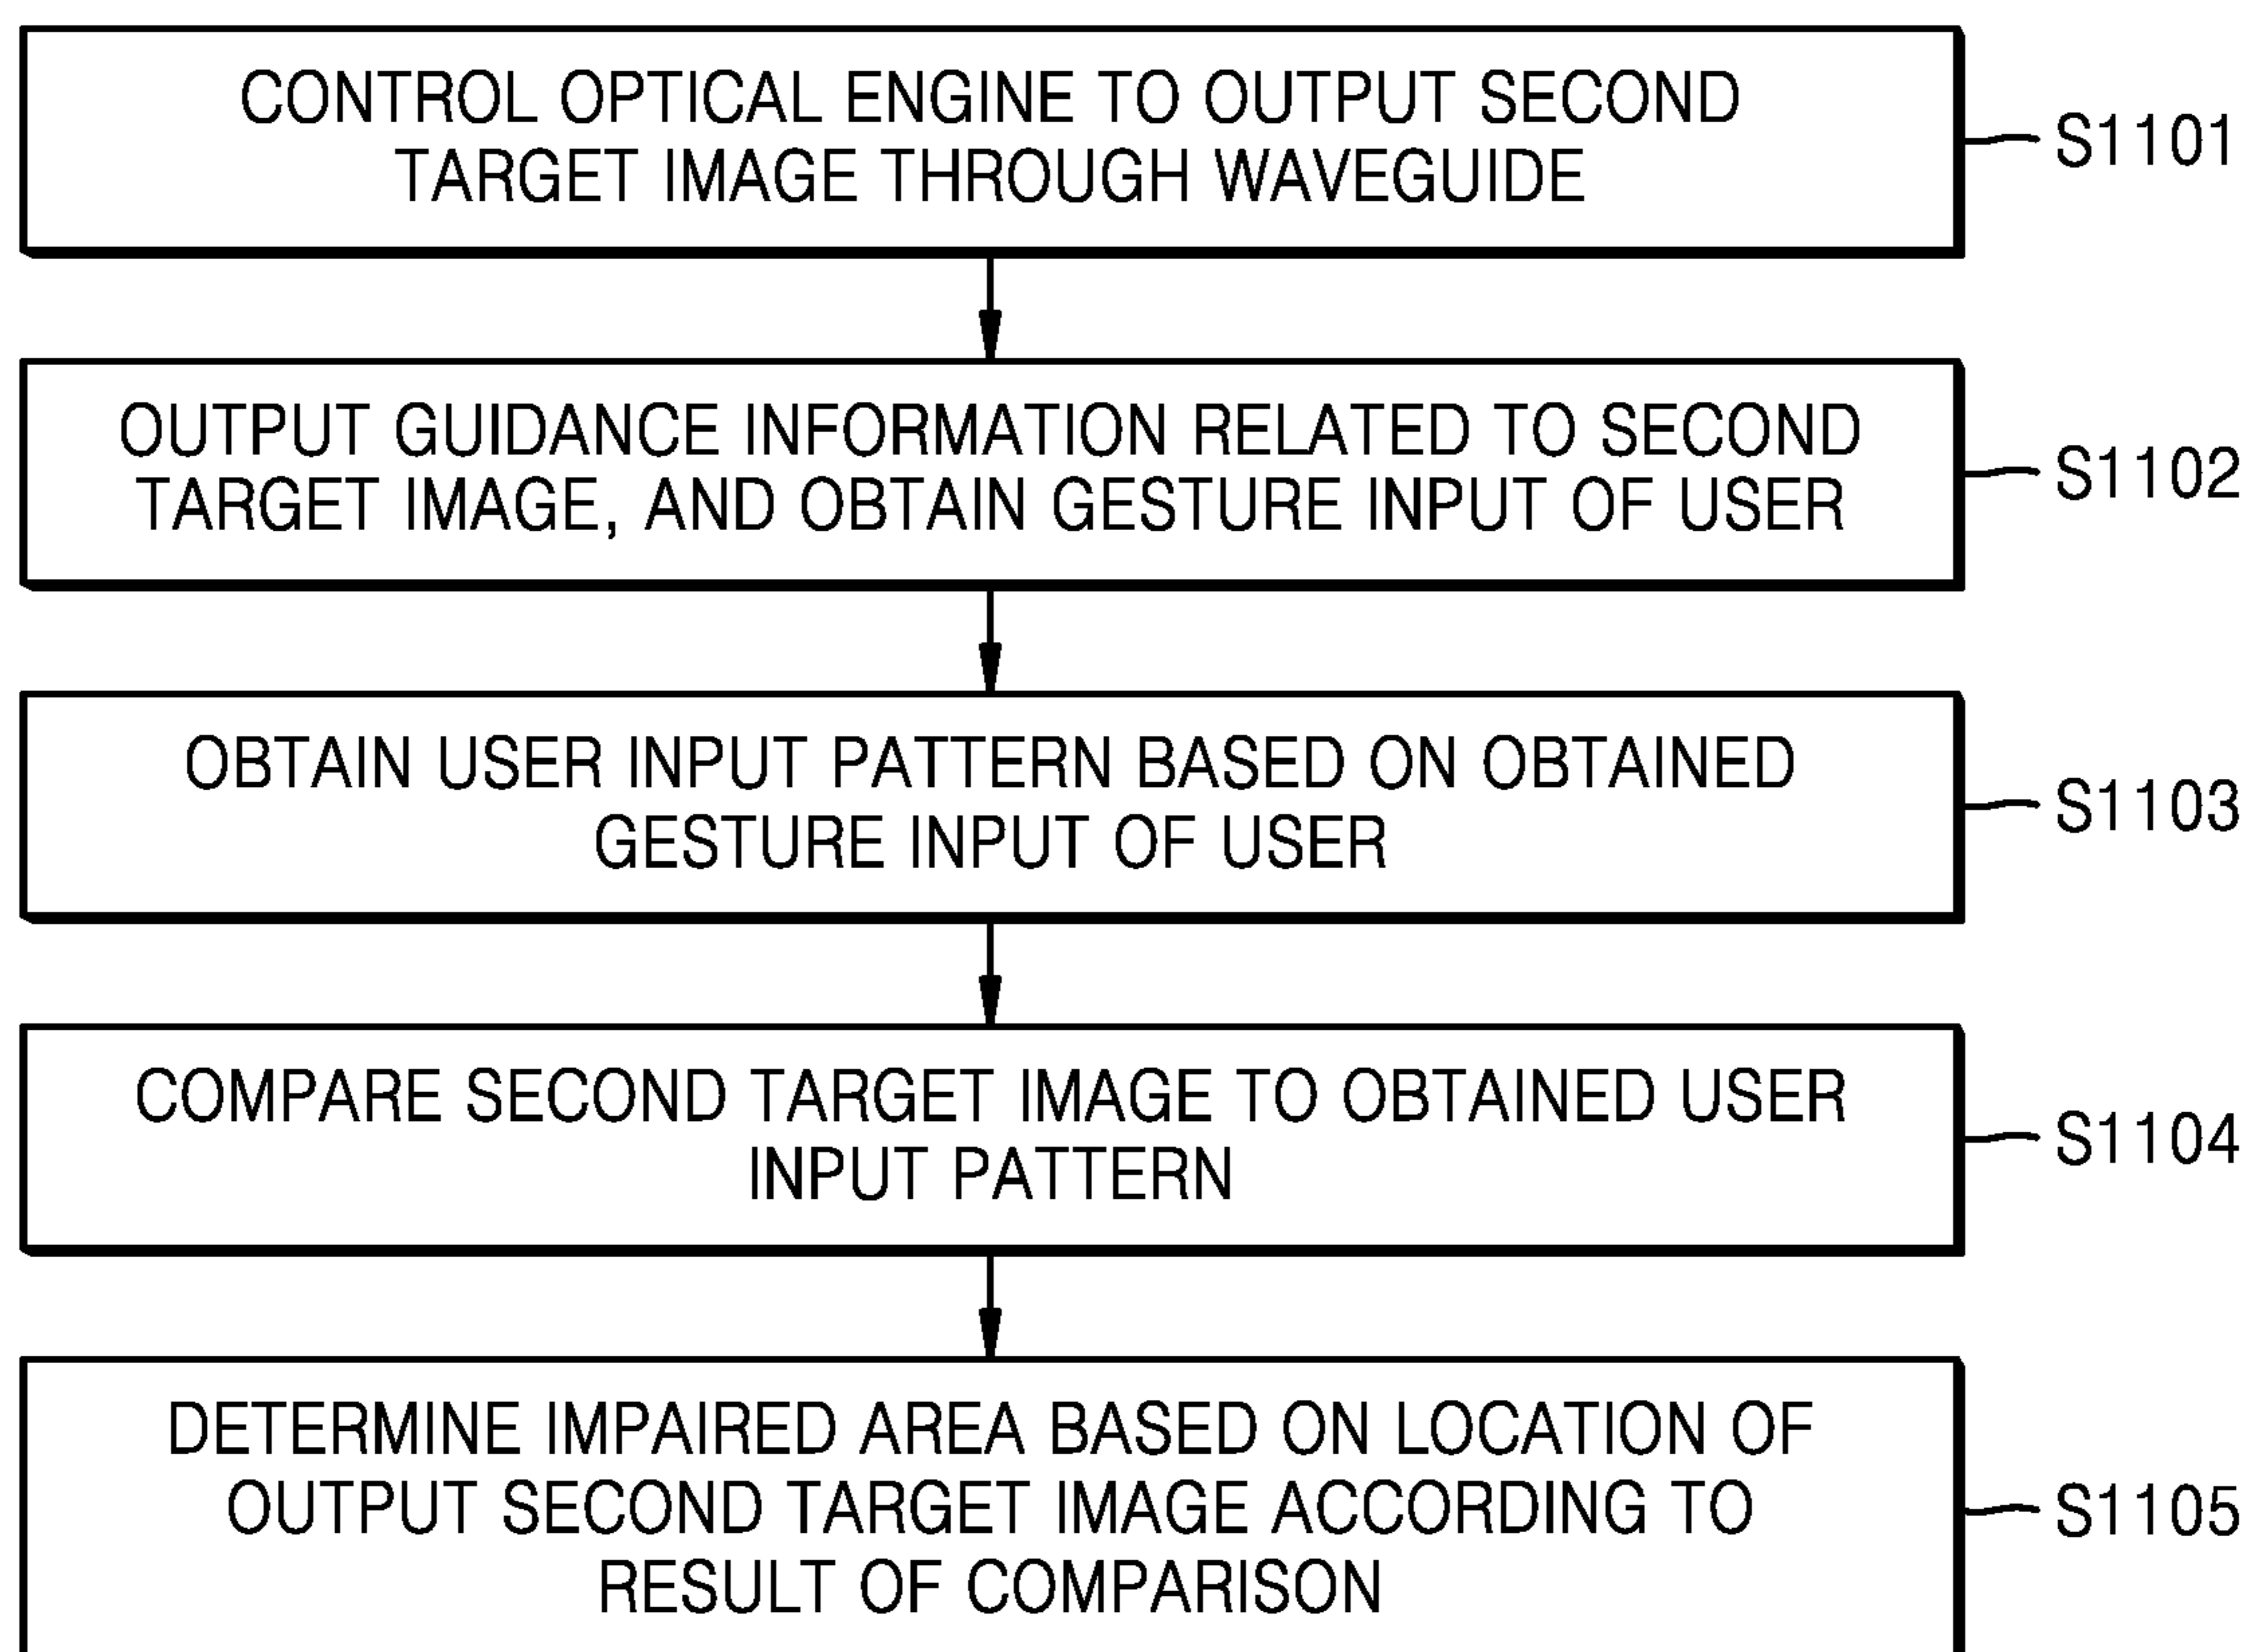 CONTROL OPTICAL ENGINE TO OUTPUT SECOND
TARGET IMAGE THROUGH WAVEGUIDE
S1101
OUTPUT GUIDANCE INFORMATION RELATED TO SECOND
TARGET IMAGE, AND OBTAIN GESTURE INPUT OF USER
S1102
OBTAIN USER INPUT PATTERN BASED ON OBTAINED
GESTURE INPUT OF USER
S1103
COMPARE SECOND TARGET IMAGE TO OBTAINED USER
INPUT PATTERN
S1104
DETERMINE IMPAIRED AREA BASED ON LOCATION OF
OUTPUT SECOND TARGET IMAGE ACCORDING TO
RESULT OF COMPARISON
S1105